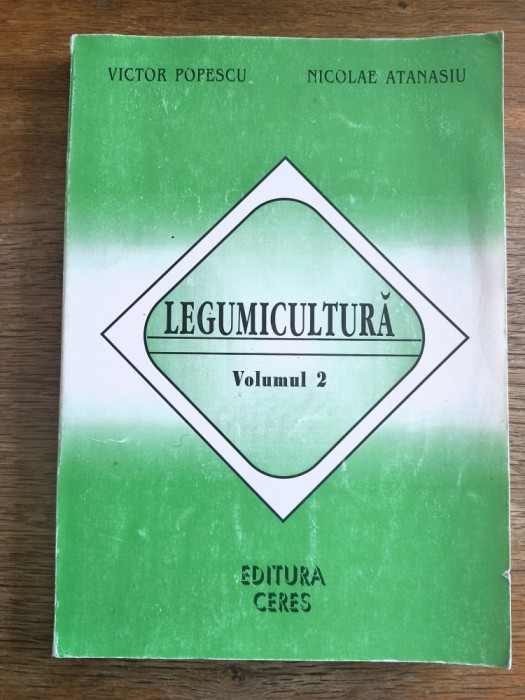 VICTOR POPESCU NICOLAE ATANASIU
LEGUMICULTURĂ
Volumul 2
EDITURA
CERES